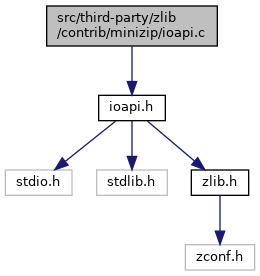 src/third-party/zlib
/contrib/minizip/ioapi.c
ioapi.h
stdio.h
stdlib.h
zlib.h
zconf.h